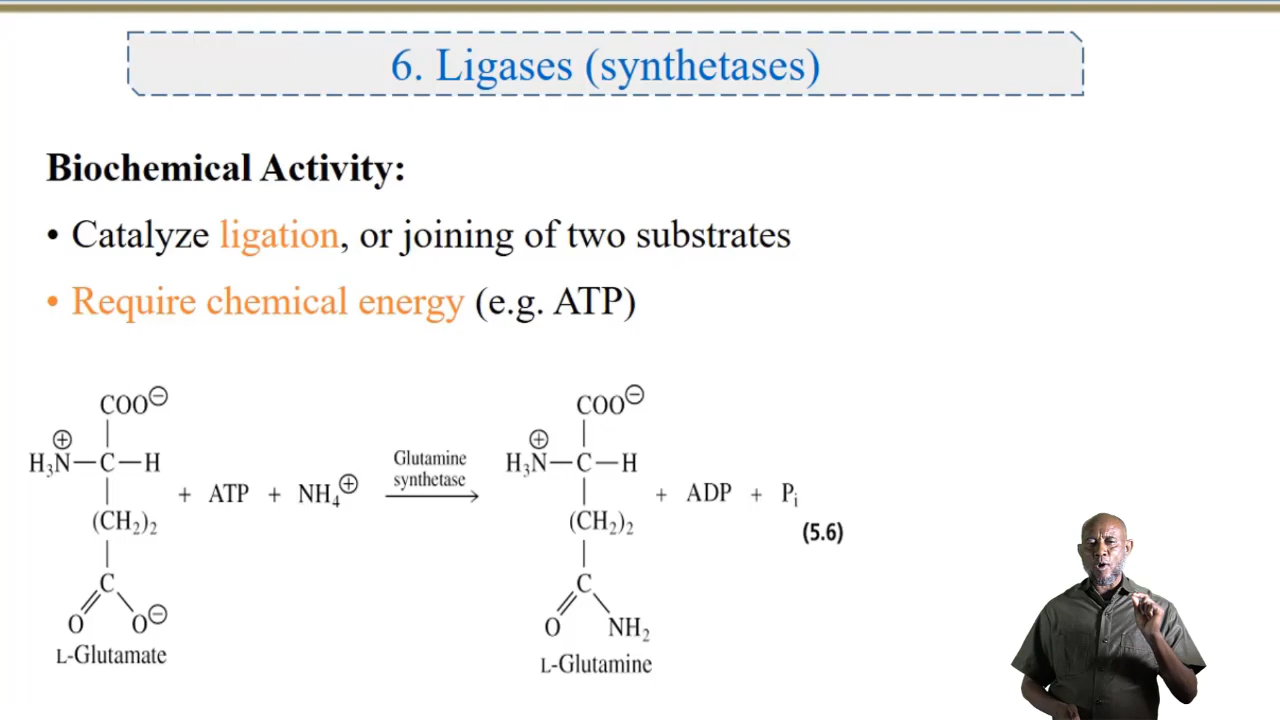 6. Ligases (synthetases)
Biochemical Activity:
• Catalyze ligation, or joining of two substrates
• Require chemical energy (e.g. ATP)
COO⊖
⊕
H₃N—C—H
(CH₂)₂
C
O O⊖
L-Glutamate
+ ATP + NH₄⊕
Glutamine
synthetase
COO⊖
⊕
H₃N—C—H
(CH₂)₂
C
O NH₂
L-Glutamine
+ ADP + Pᵢ
(5.6)